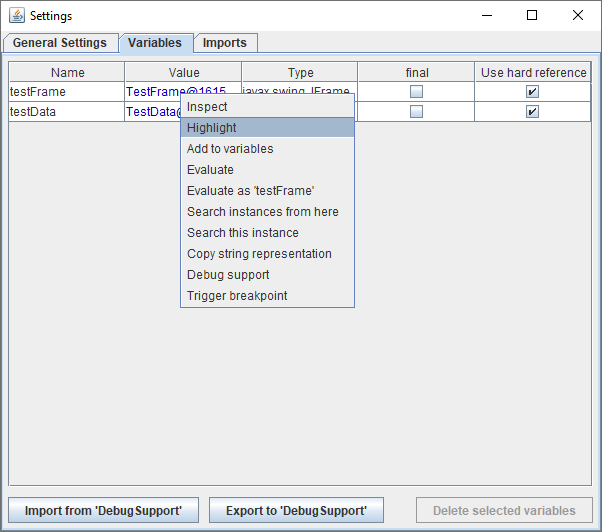 Settings
General Settings Variables Imports
Name Value Type final Use hard reference
testFrame TestFrame@1615 javax.swing.JFrame
testData TestData@
Inspect
Highlight
Add to variables
Evaluate
Evaluate as 'testFrame'
Search instances from here
Search this instance
Copy string representation
Debug support
Trigger breakpoint
Import from 'DebugSupport' Export to 'DebugSupport' Delete selected variables